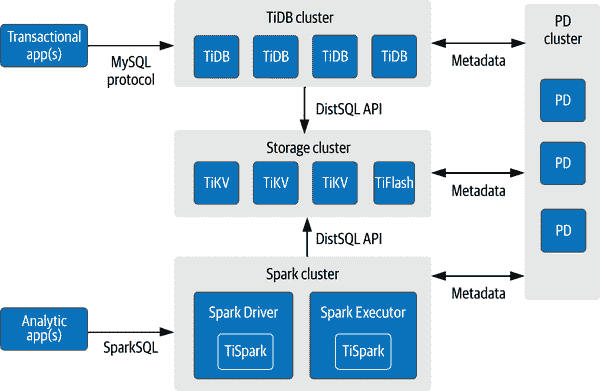 Transactional
app(s)
MySQL
protocol
TiDB cluster
TiDB
TiDB
TiDB
TiDB
Metadata
PD
cluster
PD
PD
PD
DistSQL API
Storage cluster
TiKV
TiKV
TiKV
TiFlash
Metadata
DistSQL API
Spark cluster
Spark Driver
TiSpark
Spark Executor
TiSpark
Metadata
Analytic
app(s)
SparkSQL